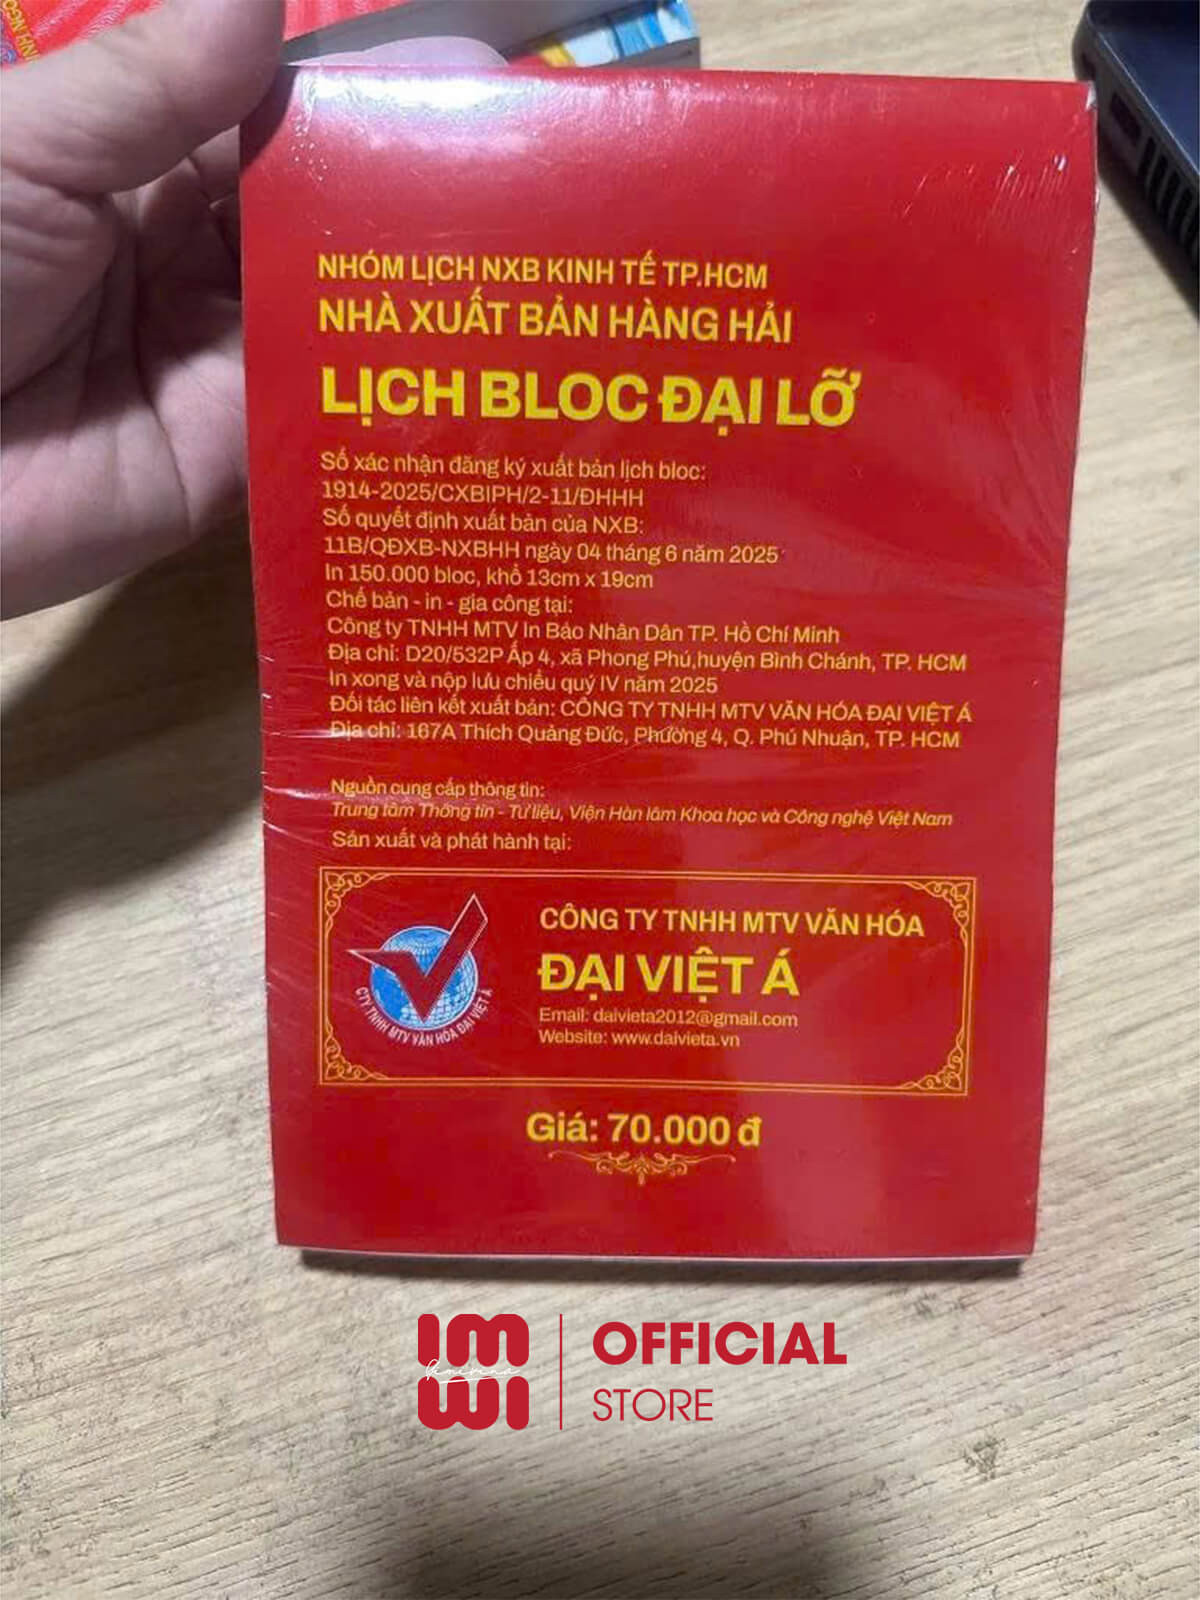 NHÓM LỊCH NXB KINH TẾ TP.HCM
NHÀ XUẤT BẢN HÀNG HẢI
LỊCH BLOC ĐẠI LỠ
Số xác nhận đăng ký xuất bản lịch bloc:
1914-2025/CXBIPH/2-11/ĐHHH
Số quyết định xuất bản của NXB:
11B/QĐXB-NXBHH ngày 04 tháng 6 năm 2025
In 150.000 bloc, khổ 13cm x 19cm
Chế bản - in - gia công tại:
Công ty TNHH MTV In Báo Nhân Dân TP. Hồ Chí Minh
Địa chỉ: D20/532P Ấp 4, xã Phong Phú,huyện Bình Chánh, TP. HCM
In xong và nộp lưu chiểu quý IV năm 2025
Đối tác liên kết xuất bản: CÔNG TY TNHH MTV VĂN HÓA ĐẠI VIỆT Á
Địa chỉ: 167A Thích Quảng Đức, Phường 4, Q. Phú Nhuận, TP. HCM
Nguồn cung cấp thông tin:
Trung tâm Thông tin - Tư liệu, Viện Hàn lâm Khoa học và Công nghệ Việt Nam
Sản xuất và phát hành tại:
CTY TNHH MTV VĂN HÓA ĐẠI VIỆT Á
CÔNG TY TNHH MTV VĂN HÓA
ĐẠI VIỆT Á
Email: daivieta2012@gmail.com
Website: www.daivieta.vn
Giá: 70.000 đ
OFFICIAL
STORE